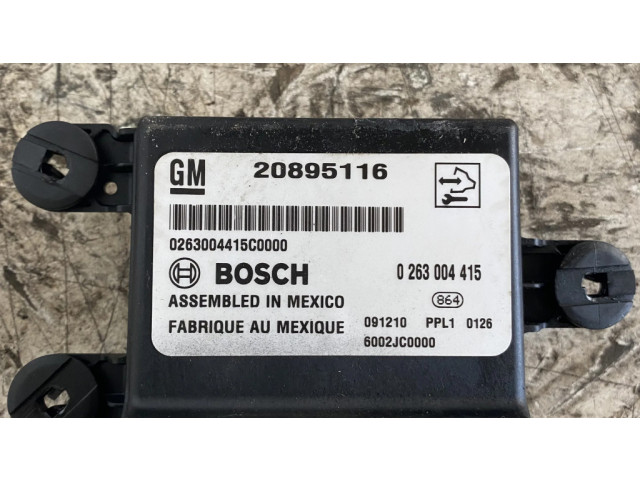 GM 20895116
0263004415C0000
BOSCH 0 263 004 415
ASSEMBLED IN MEXICO 864
FABRIQUE AU MEXIQUE 091210 PPL1 0126
6002JC0000